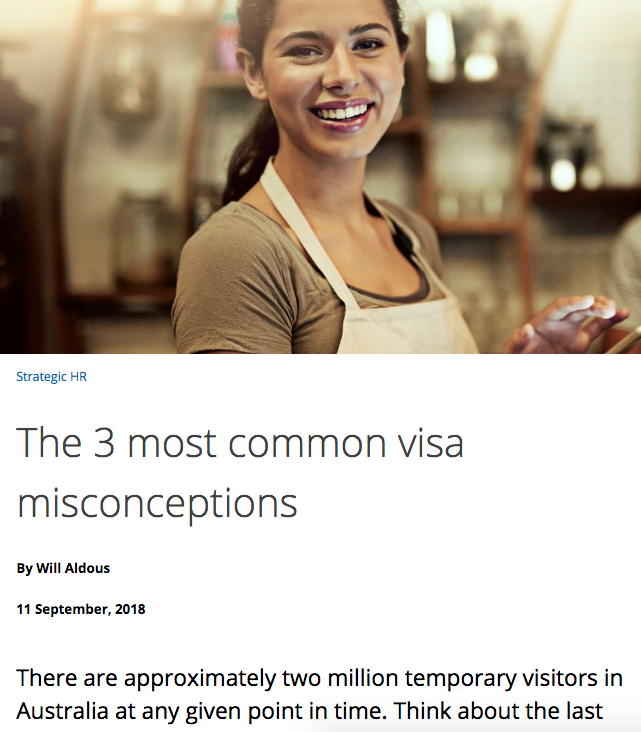 Strategic HR
The 3 most common visa
misconceptions
By Will Aldous
11 September, 2018
There are approximately two million temporary visitors in
Australia at any given point in time. Think about the last